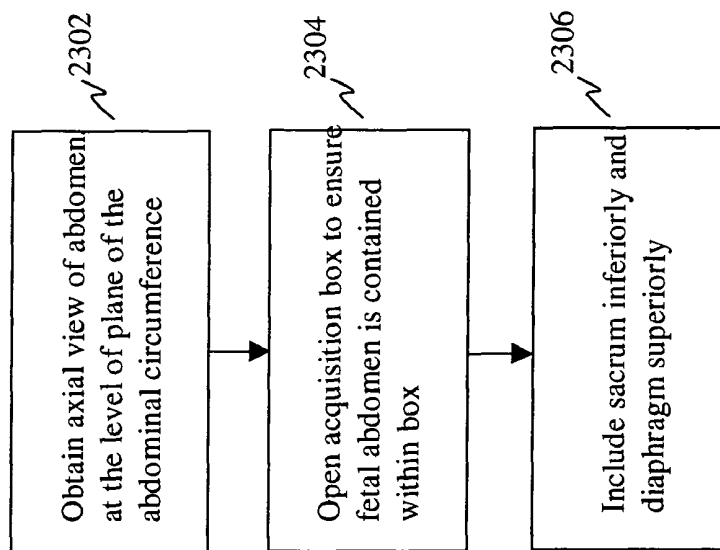 2302
Obtain axial view of abdomen
at the level of plane of the
abdominal circumference
2304
Open acquisition box to ensure
fetal abdomen is contained
within box
2306
Include sacrum inferiorly and
diaphragm superiorly